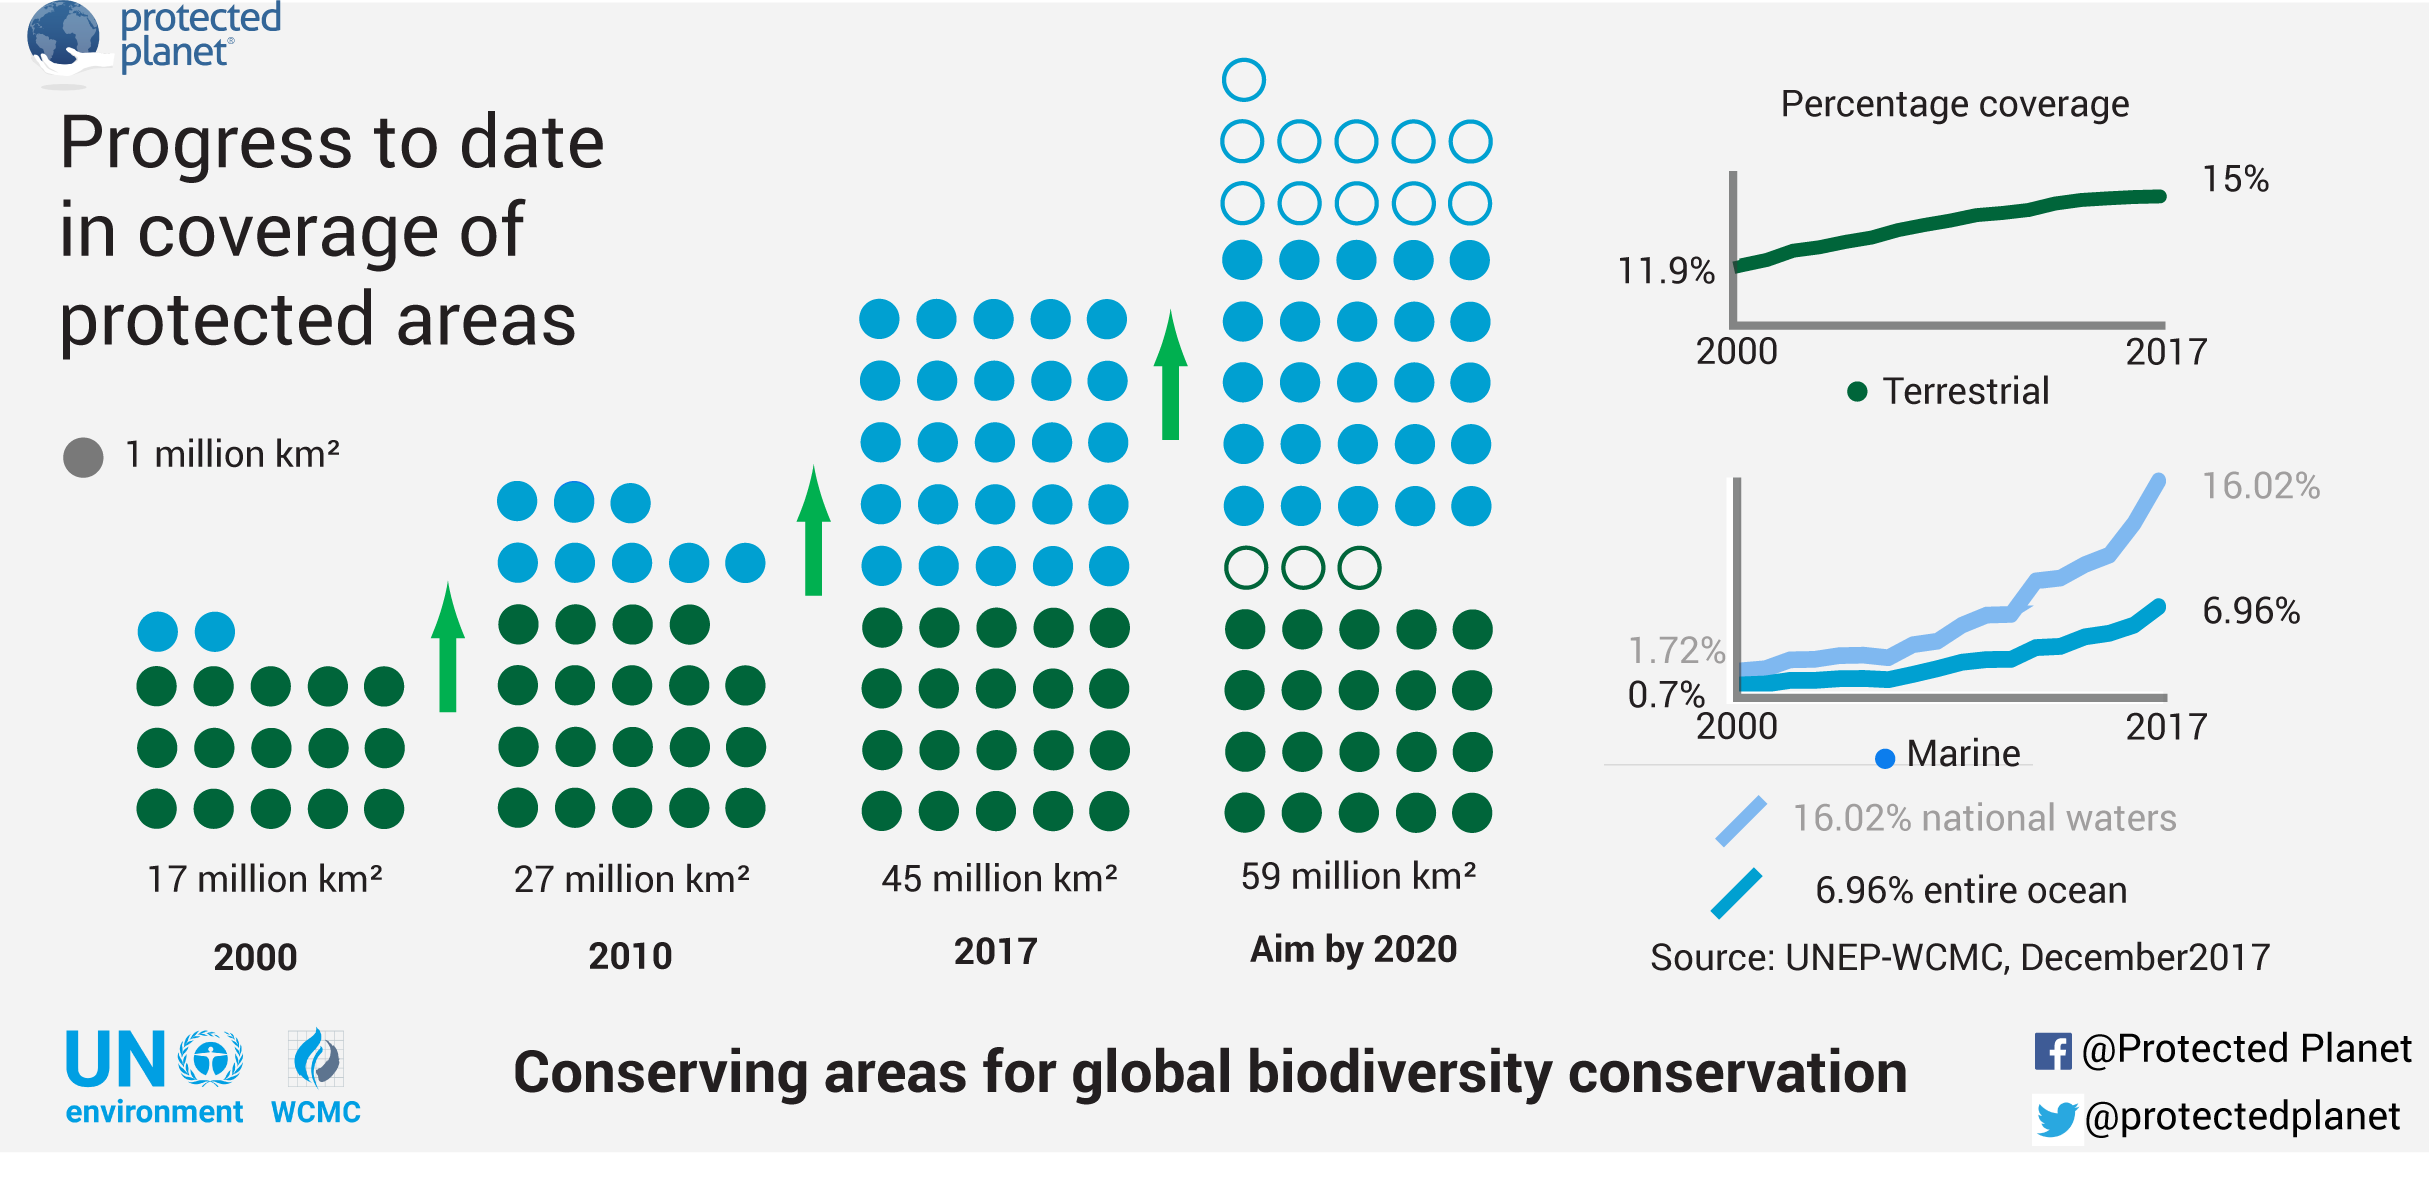 protected
planet®
Progress to date
in coverage of
protected areas
1 million km²
17 million km²
2000
27 million km²
2010
45 million km²
2017
59 million km²
Aim by 2020
Percentage coverage
15%
11.9%
2000
2017
Terrestrial
16.02%
6.96%
1.72%
0.7%
2000
2017
Marine
16.02% national waters
6.96% entire ocean
Source: UNEP-WCMC, December2017
UN
environment
WCMC
Conserving areas for global biodiversity conservation
@Protected Planet
@protectedplanet